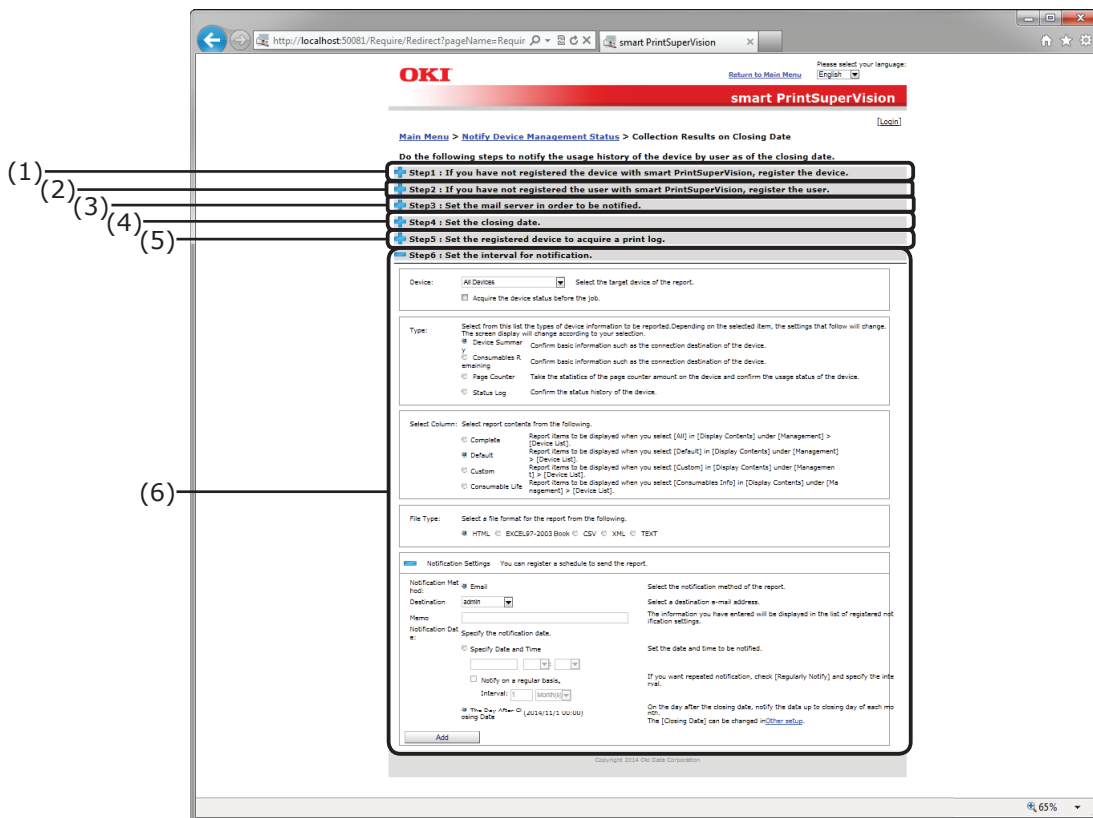 http://localhost:50081/Require/Redirect?pageName=Requir
smart PrintSuperVision
Please select your language:
OKI
Return to Main Menu
English
smart PrintSuperVision
[Login]
Main Menu > Notify Device Management Status > Collection Results on Closing Date
Do the following steps to notify the usage history of the device by user as of the closing date.
(1)
Step1 : If you have not registered the device with smart PrintSuperVision, register the device.
(2)
Step2 : If you have not registered the user with smart PrintSuperVision, register the user.
(3)
Step3 : Set the mail server in order to be notified.
(4)
Step4 : Set the closing date.
(5)
Step5 : Set the registered device to acquire a print log.
Step6 : Set the interval for notification.
Device: All Devices Select the target device of the report.
Acquire the device status before the job.
Type: Select from this list the types of device information to be reported.Depending on the selected item, the settings that follow will change.
The screen display will change according to your selection.
Device Summar
y
Confirm basic information such as the connection destination of the device.
Consumables R
emaining
Confirm basic information such as the connection destination of the device.
Page Counter Take the statistics of the page counter amount on the device and confirm the usage status of the device.
Status Log Confirm the status history of the device.
Select Column: Select report contents from the following.
Complete Report items to be displayed when you select [All] in [Display Contents] under [Management] >
[Device List].
Default Report items to be displayed when you select [Default] in [Display Contents] under [Management]
> [Device List].
Custom Report items to be displayed when you select [Custom] in [Display Contents] under [Managemen
t] > [Device List].
(6)
Consumable Life Report items to be displayed when you select [Consumables Info] in [Display Contents] under [Ma
nagement] > [Device List].
File Type: Select a file format for the report from the following.
HTML EXCEL97-2003 Book CSV XML TEXT
Notification Settings You can register a schedule to send the report.
Notification Met
hod:
Email Select the notification method of the report.
Destination admin Select a destination e-mail address.
Memo The information you have entered will be displayed in the list of registered not
ification settings.
Notification Dat
e:
Specify the notification date.
Specify Date and Time Set the date and time to be notified.
:
Notify on a regular basis。 If you want repeated notification, check [Regularly Notify] and specify the inte
rval.
Interval: 1 Month(s)
The Day After Cl
osing Date
(2014/11/1 00:00)
On the day after the closing date, notify the data up to closing day of each mo
nth.
The [Closing Date] can be changed inOther setup.
Add
Copyright 2014 Oki Data Corporation
65%